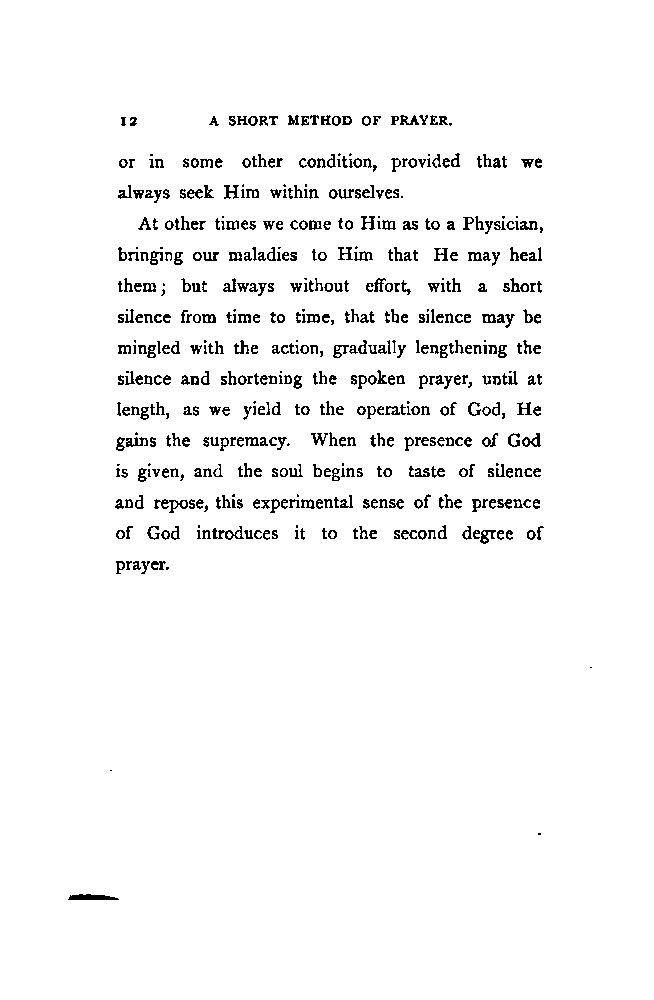 12 A SHORT METHOD OF PRAYER.
or in some other condition, provided that we
always seek Him within ourselves.
At other times we come to Him as to a Physician,
bringing our maladies to Him that He may heal
them; but always without effort, with a short
silence from time to time, that the silence may be
mingled with the action, gradually lengthening the
silence and shortening the spoken prayer, until at
length, as we yield to the operation of God, He
gains the supremacy. When the presence of God
is given, and the soul begins to taste of silence
and repose, this experimental sense of the presence
of God introduces it to the second degree of
prayer.